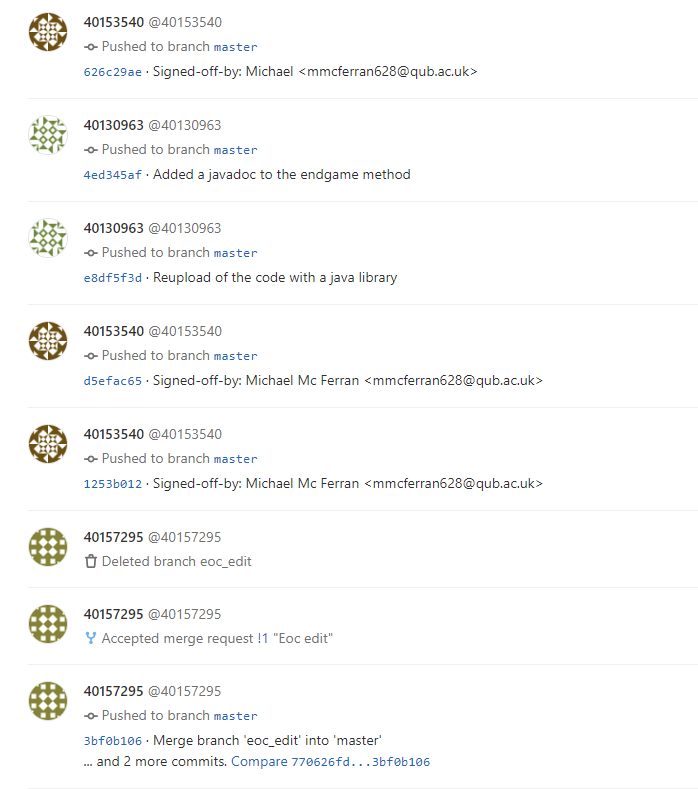 40153540 @40153540
Pushed to branch master
626c29ae · Signed-off-by: Michael <mmcferran628@qub.ac.uk>
40130963 @40130963
Pushed to branch master
4ed345af · Added a javadoc to the endgame method
40130963 @40130963
Pushed to branch master
e8df5f3d · Reupload of the code with a java library
40153540 @40153540
Pushed to branch master
d5efac65 · Signed-off-by: Michael Mc Ferran <mmcferran628@qub.ac.uk>
40153540 @40153540
Pushed to branch master
1253b012 · Signed-off-by: Michael Mc Ferran <mmcferran628@qub.ac.uk>
40157295 @40157295
Deleted branch eoc_edit
40157295 @40157295
Accepted merge request !1 "Eoc edit"
40157295 @40157295
Pushed to branch master
3bf0b106 · Merge branch 'eoc_edit' into 'master'
... and 2 more commits. Compare 770626fd...3bf0b106